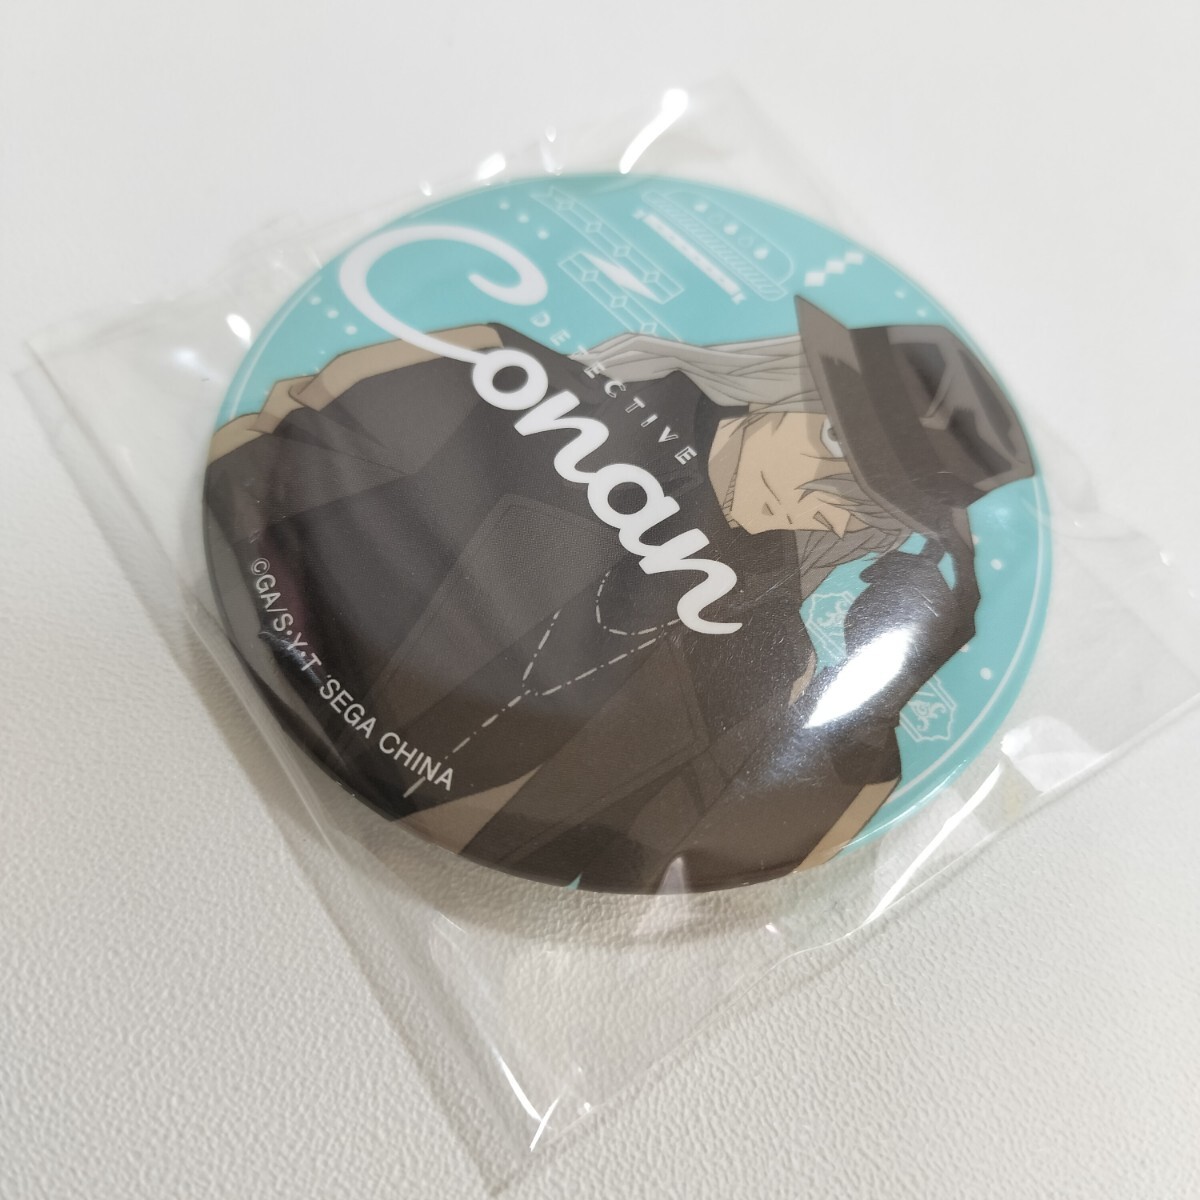 DETECTIVE
Conan
©GA/S・Y・T SEGA CHINA